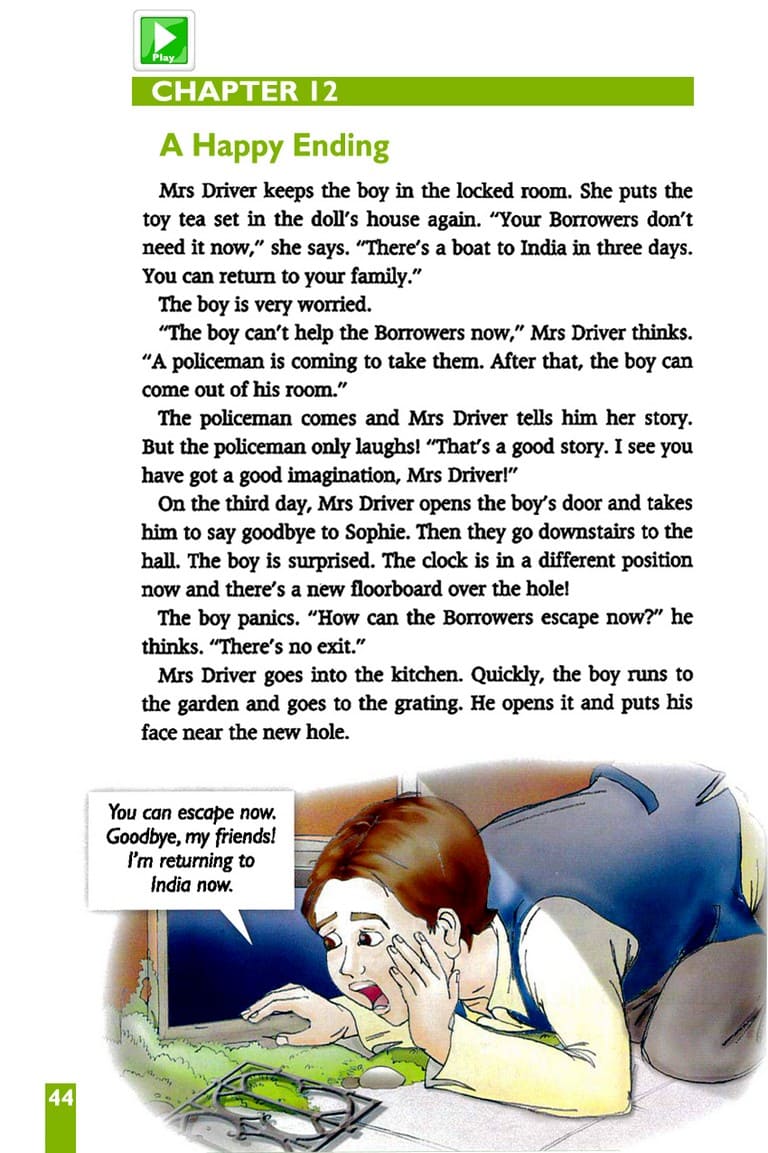 Play
CHAPTER 12
A Happy Ending
Mrs Driver keeps the boy in the locked room. She puts the
toy tea set in the doll's house again. "Your Borrowers don't
need it now," she says. "There's a boat to India in three days.
You can return to your family."
The boy is very worried.
"The boy can't help the Borrowers now," Mrs Driver thinks.
"A policeman is coming to take them. After that, the boy can
come out of his room."
The policeman comes and Mrs Driver tells him her story.
But the policeman only laughs! "That's a good story. I see you
have got a good imagination, Mrs Driver!"
On the third day, Mrs Driver opens the boy's door and takes
him to say goodbye to Sophie. Then they go downstairs to the
hall. The boy is surprised. The clock is in a different position
now and there's a new floorboard over the hole!
The boy panics. "How can the Borrowers escape now?" he
thinks. "There's no exit."
Mrs Driver goes into the kitchen. Quickly, the boy runs to
the garden and goes to the grating. He opens it and puts his
face near the new hole.
You can escape now.
Goodbye, my friends!
I'm returning to
India now.
44